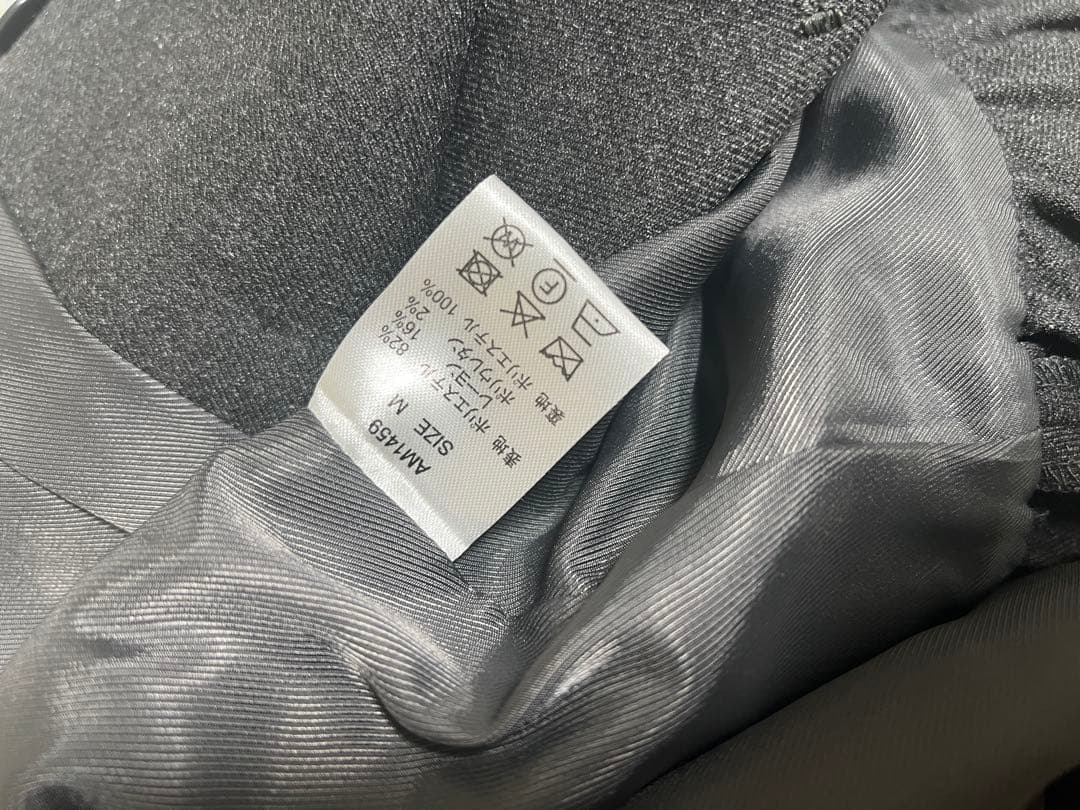 AM1459
SIZE M
表地 ポリエステル 82%
レーヨン 16%
ポリウレタン 2%
裏地 ポリエステル 100%
F
W